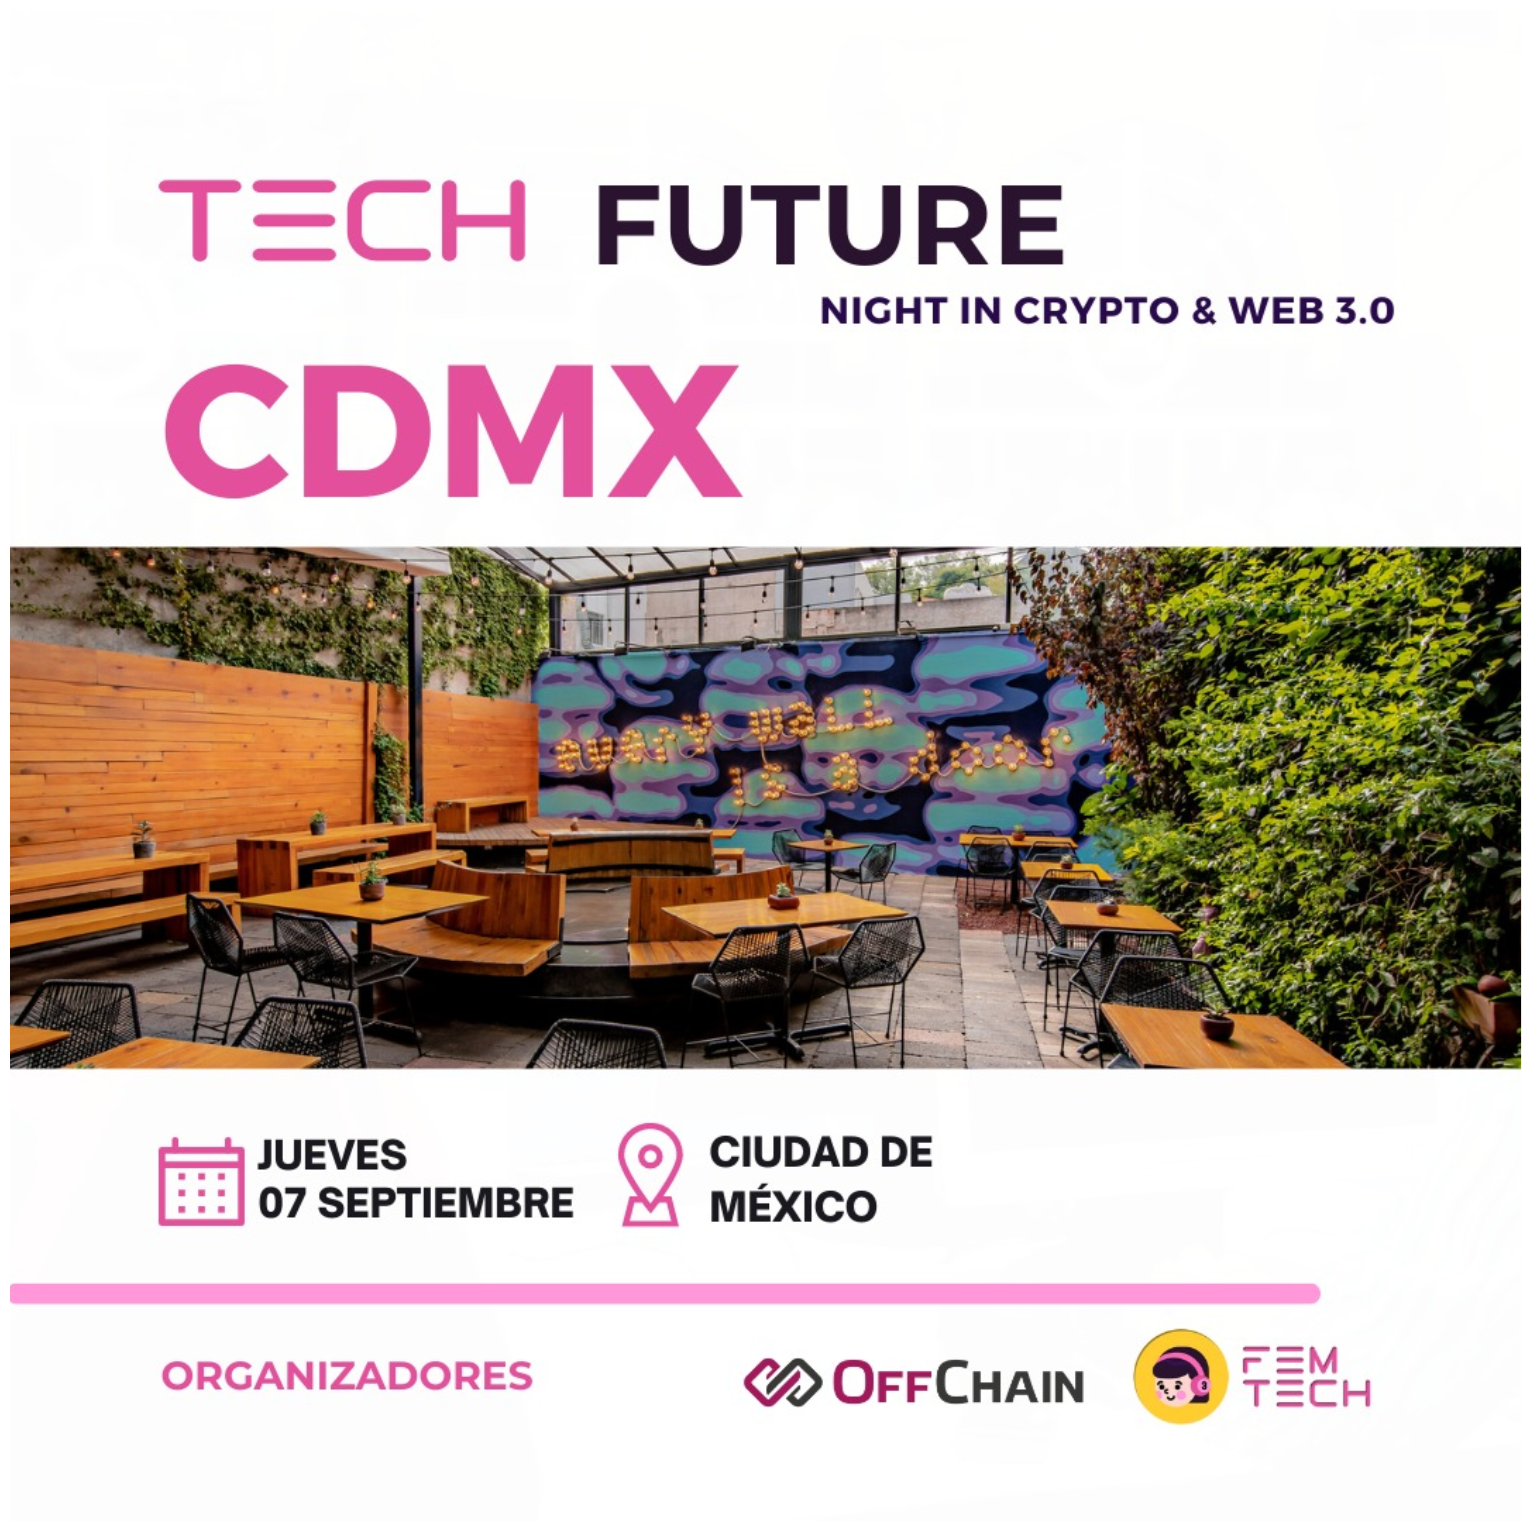 TECH FUTURE
NIGHT IN CRYPTO & WEB 3.0
CDMX
every wall
is a door
JUEVES
07 SEPTIEMBRE
CIUDAD DE
MÉXICO
ORGANIZADORES
OFFCHAIN
FEM
TECH